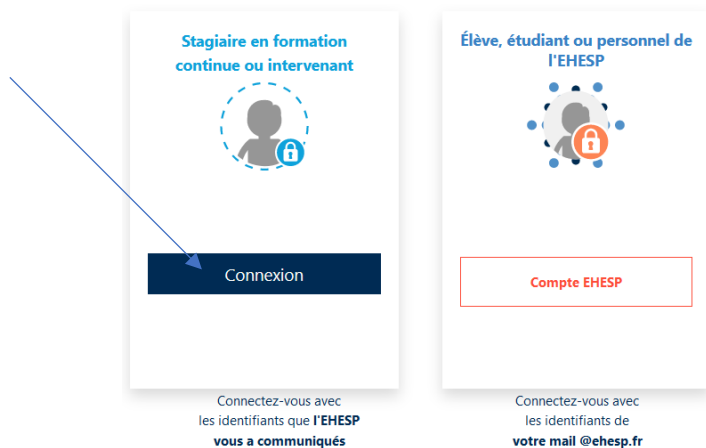 Stagiaire en formation
continue ou intervenant
Connexion
Connectez-vous avec
les identifiants que l'EHESP
vous a communiqués
Élève, étudiant ou personnel de
l'EHESP
Compte EHESP
Connectez-vous avec
les identifiants de
votre mail @ehesp.fr